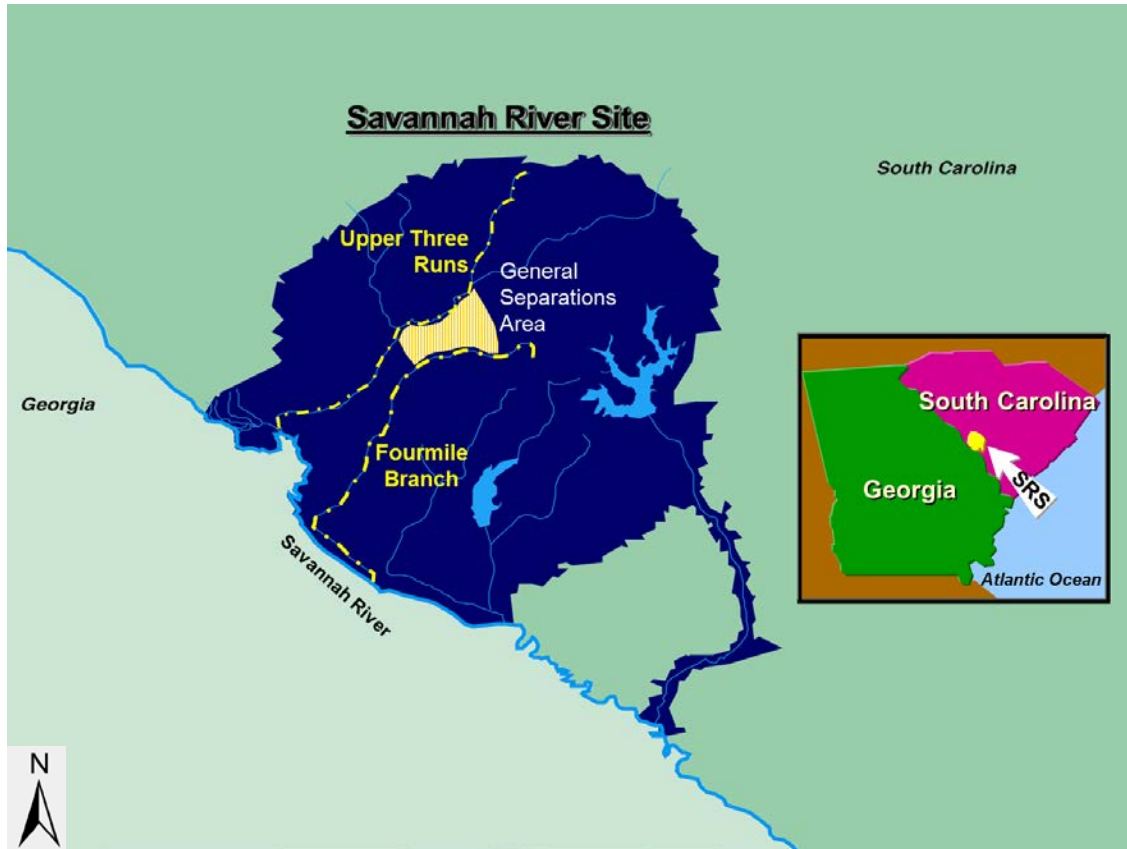 Savannah River Site
South Carolina
Upper Three
Runs
General
Separations
Area
Georgia
Fourmile
Branch
Savannah River
South Carolina
Georgia
SRS
Atlantic Ocean
N